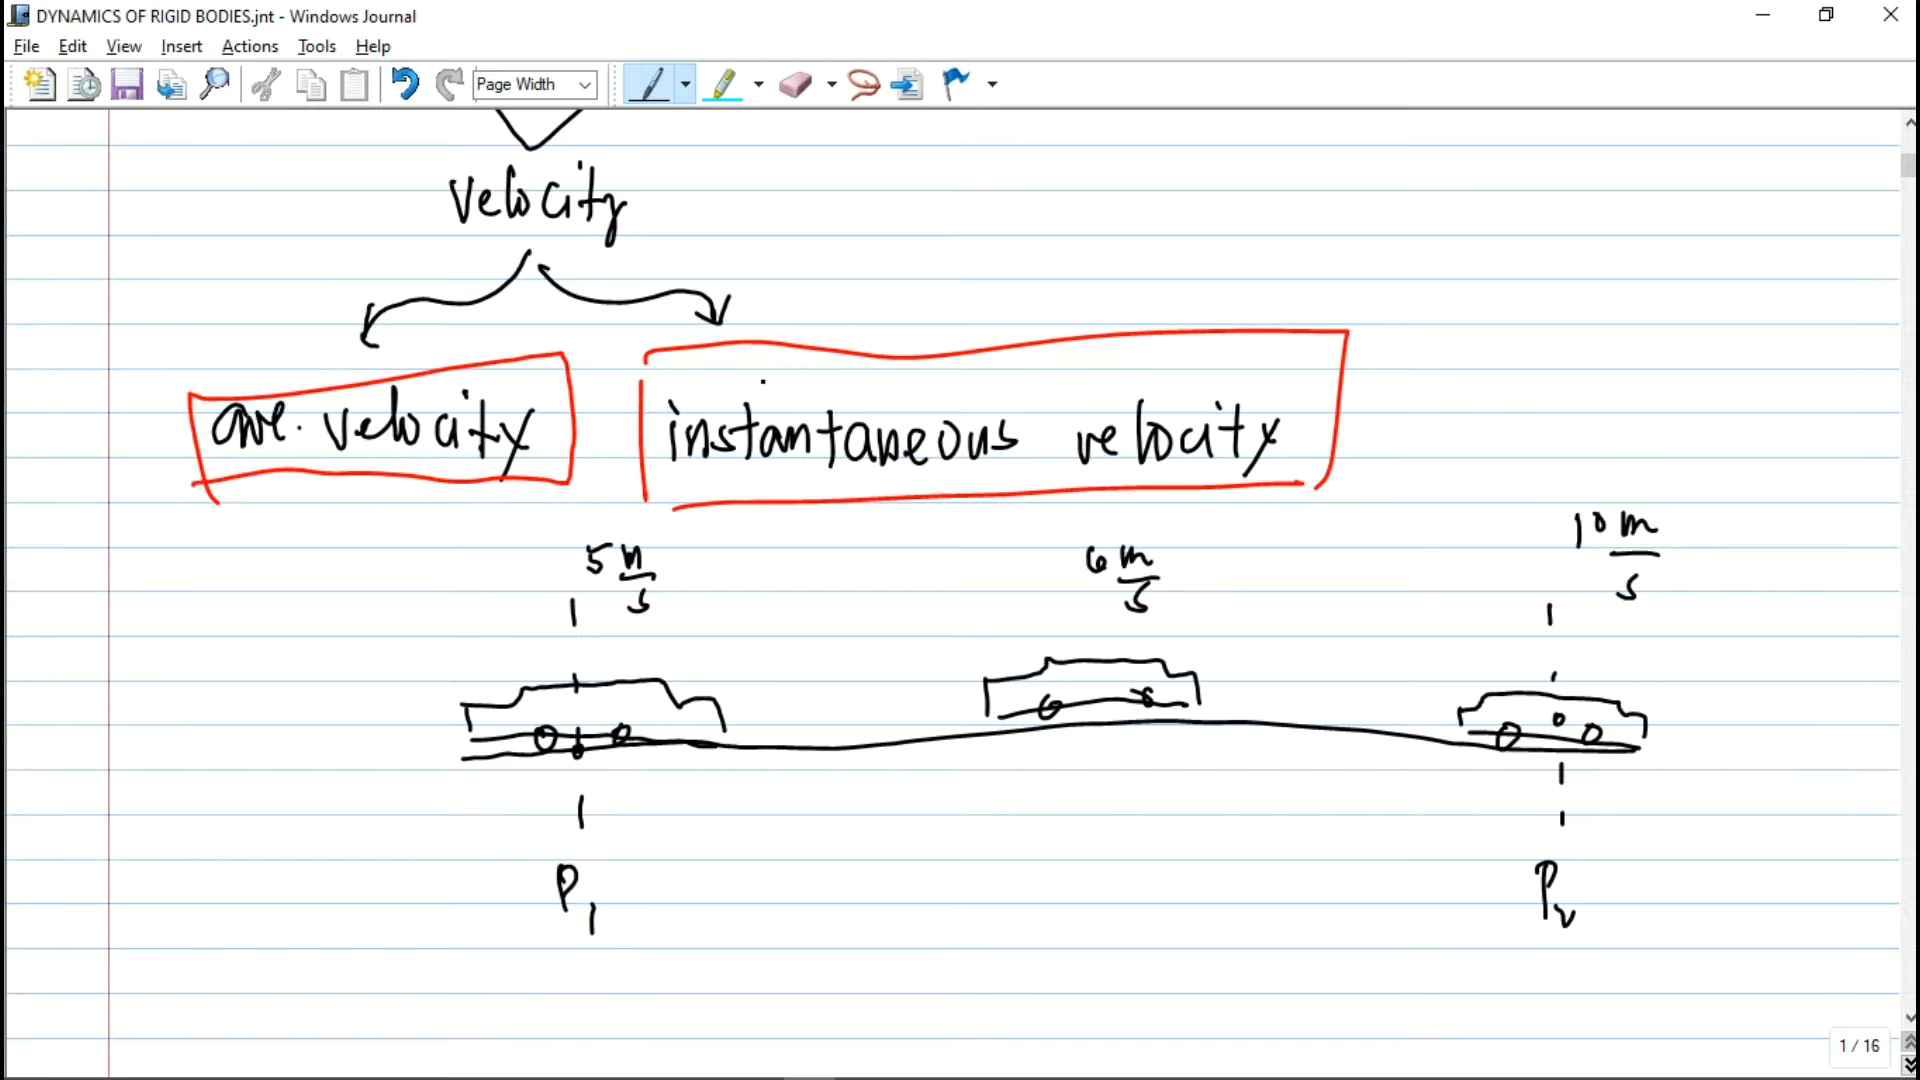 DYNAMICS OF RIGID BODIES.jnt - Windows Journal
File Edit View Insert Actions Tools Help
Page Width
velocity
ave. velocity
instantaneous velocity
5 m/s
6 m/s
10 m/s
P1
P2
1 / 16